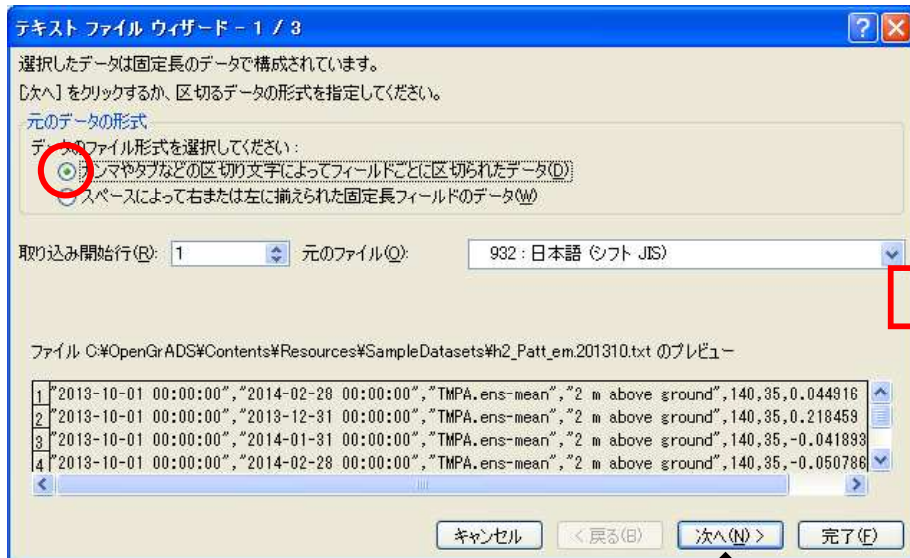 テキスト ファイル ウィザード - 1 / 3
選択したデータは固定長のデータで構成されています。
[次へ] をクリックするか、区切るデータの形式を指定してください。
元のデータの形式
データのファイル形式を選択してください:
カンマやタブなどの区切り文字によってフィールドごとに区切られたデータ(D)
スペースによって右または左に揃えられた固定長フィールドのデータ(W)
取り込み開始行(R): 1 元のファイル(O): 932 : 日本語 (シフト JIS)
ファイル C:¥OpenGrADS¥Contents¥Resources¥SampleDatasets¥h2_Patt_em.201310.txt のプレビュー
1 "2013-10-01 00:00:00","2014-02-28 00:00:00","TMPA.ens-mean","2 m above ground",140,35,0.044916
2 "2013-10-01 00:00:00","2013-12-31 00:00:00","TMPA.ens-mean","2 m above ground",140,35,0.218459
3 "2013-10-01 00:00:00","2014-01-31 00:00:00","TMPA.ens-mean","2 m above ground",140,35,-0.041893
4 "2013-10-01 00:00:00","2014-02-28 00:00:00","TMPA.ens-mean","2 m above ground",140,35,-0.050786
キャンセル < 戻る(B) 次へ(N) > 完了(F)